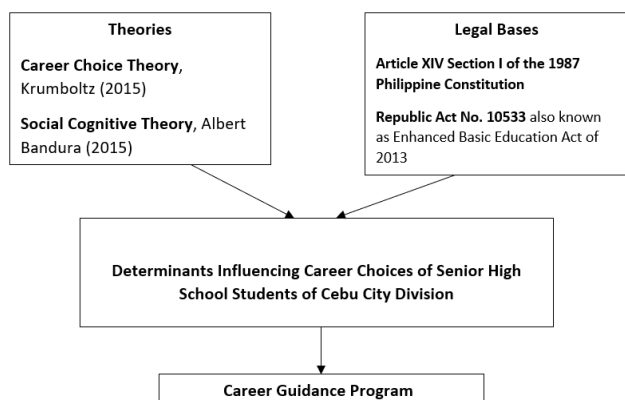 Theories
Career Choice Theory,
Krumboltz (2015)
Social Cognitive Theory, Albert
Bandura (2015)
Legal Bases
Article XIV Section I of the 1987
Philippine Constitution
Republic Act No. 10533 also known
as Enhanced Basic Education Act of
2013
Determinants Influencing Career Choices of Senior High
School Students of Cebu City Division
Career Guidance Program